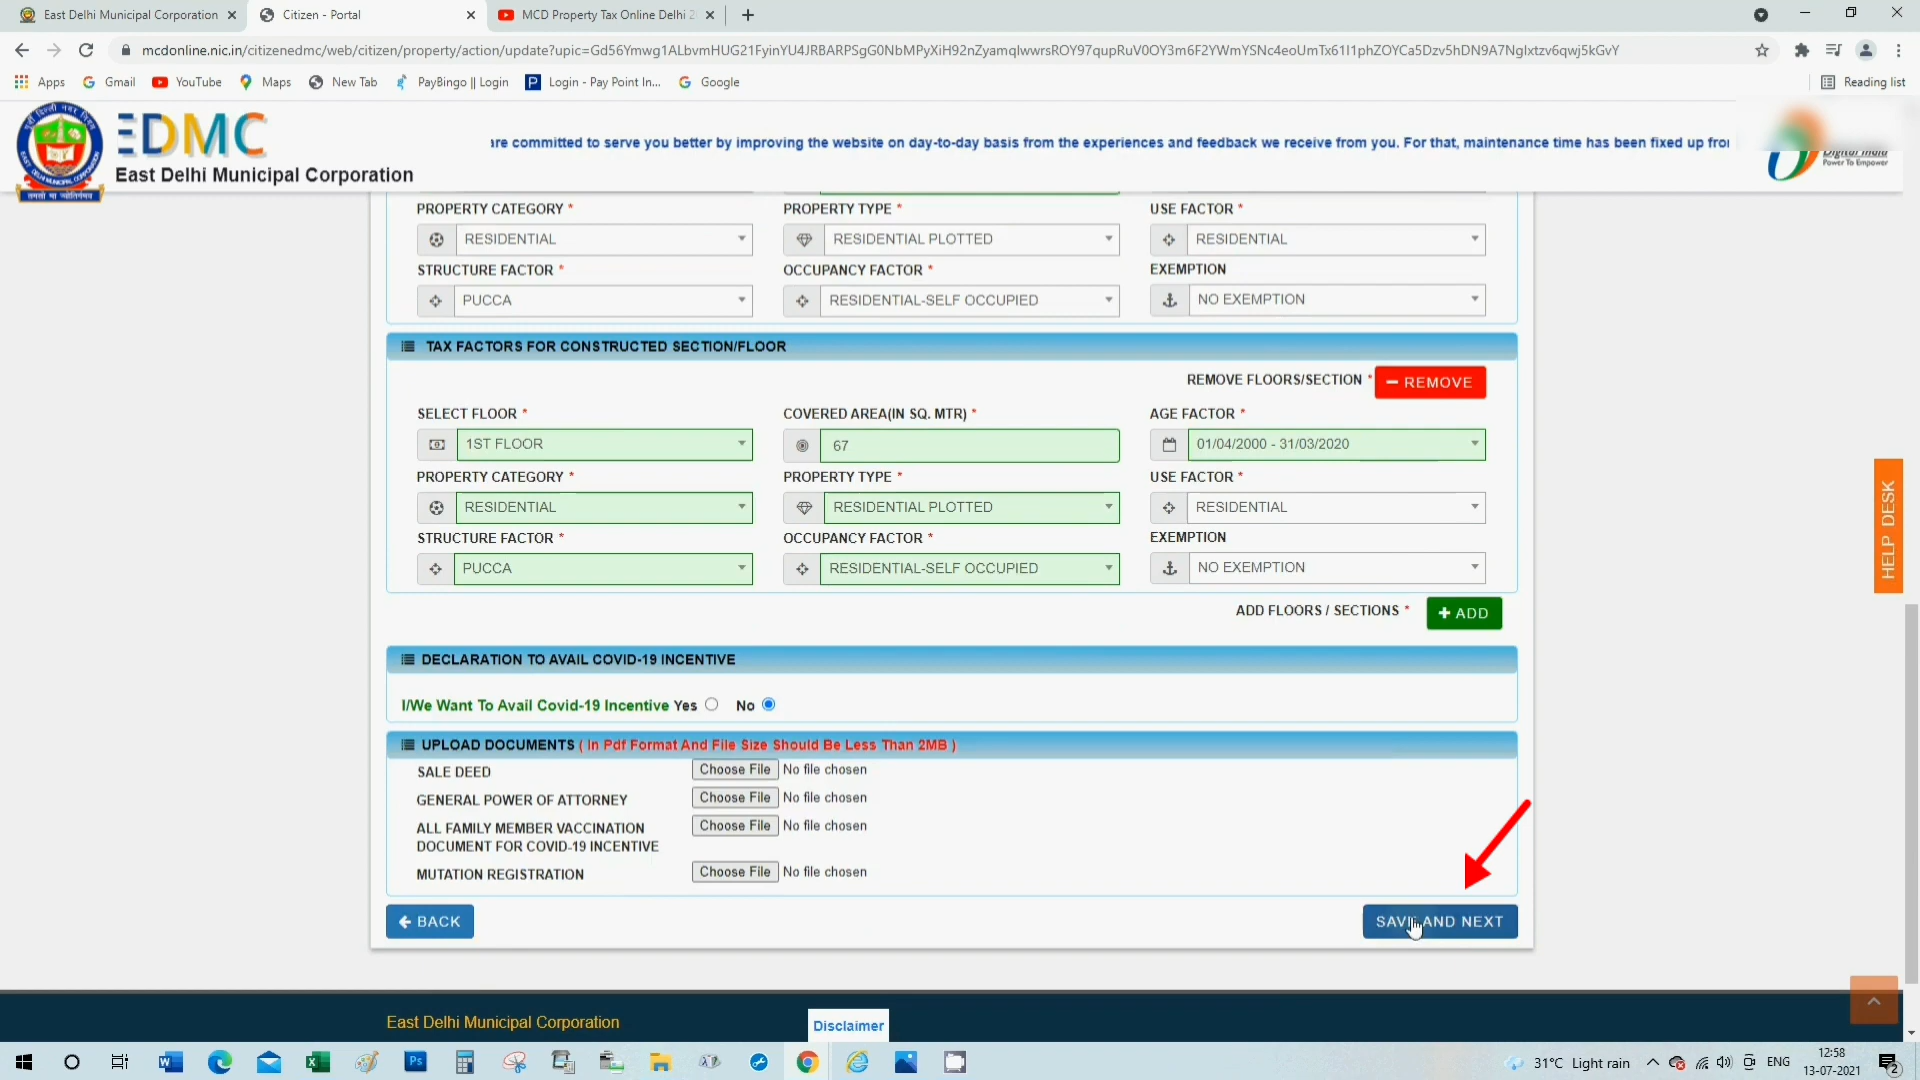 East Delhi Municipal Corporation
Citizen - Portal
MCD Property Tax Online Delhi 2
mcdonline.nic.in/citizenedmc/web/citizen/property/action/update?upic=Gd56Ymwg1ALbvmHUG21FyinYU4JRBARPSgG0NbMPyXiH92nZyamqlwwrsROY97qupRuV0OY3m6F2YWmYSNc4eoUmTx61I1phZOYCa5Dzv5hDN9A7Nglxtzv6qwj5kGvY
Apps Gmail YouTube Maps New Tab PayBingo || Login Login - Pay Point In... Google Reading list
EDMC
East Delhi Municipal Corporation
re committed to serve you better by improving the website on day-to-day basis from the experiences and feedback we receive from you. For that, maintenance time has been fixed up fro
Digital India
Power To Empower
PROPERTY CATEGORY * PROPERTY TYPE * USE FACTOR *
RESIDENTIAL RESIDENTIAL PLOTTED RESIDENTIAL
STRUCTURE FACTOR * OCCUPANCY FACTOR * EXEMPTION
PUCCA RESIDENTIAL-SELF OCCUPIED NO EXEMPTION
TAX FACTORS FOR CONSTRUCTED SECTION/FLOOR
REMOVE FLOORS/SECTION * REMOVE
SELECT FLOOR * COVERED AREA(IN SQ. MTR) * AGE FACTOR *
1ST FLOOR 67 01/04/2000 - 31/03/2020
PROPERTY CATEGORY * PROPERTY TYPE * USE FACTOR *
RESIDENTIAL RESIDENTIAL PLOTTED RESIDENTIAL
STRUCTURE FACTOR * OCCUPANCY FACTOR * EXEMPTION
PUCCA RESIDENTIAL-SELF OCCUPIED NO EXEMPTION
ADD FLOORS / SECTIONS * + ADD
HELP DESK
DECLARATION TO AVAIL COVID-19 INCENTIVE
I/We Want To Avail Covid-19 Incentive Yes No
UPLOAD DOCUMENTS ( In Pdf Format And File Size Should Be Less Than 2MB )
SALE DEED Choose File No file chosen
GENERAL POWER OF ATTORNEY Choose File No file chosen
ALL FAMILY MEMBER VACCINATION Choose File No file chosen
DOCUMENT FOR COVID-19 INCENTIVE
MUTATION REGISTRATION Choose File No file chosen
BACK SAVE AND NEXT
East Delhi Municipal Corporation Disclaimer
31°C Light rain ENG 12:58
13-07-2021 2